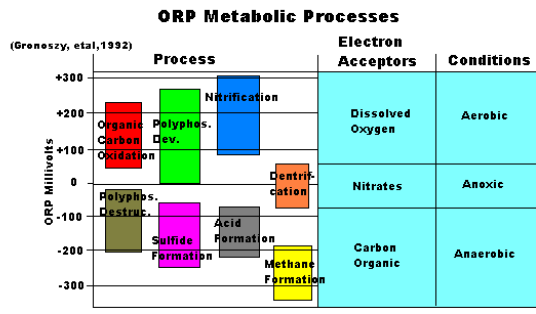 ORP Metabolic Processes
(Gronoszy, etal,1992)
Process
Electron
Acceptors
Conditions
ORP Millivolts
+300
+200
+100
0
-100
-200
-300
Organic
Carbon
Oxidation
Polyphos.
Dev.
Nitrification
Dentrif-
cation
Polyphos.
Destruc.
Sulfide
Formation
Acid
Formation
Methane
Formation
Dissolved
Oxygen
Aerobic
Nitrates
Anoxic
Carbon
Organic
Anaerobic